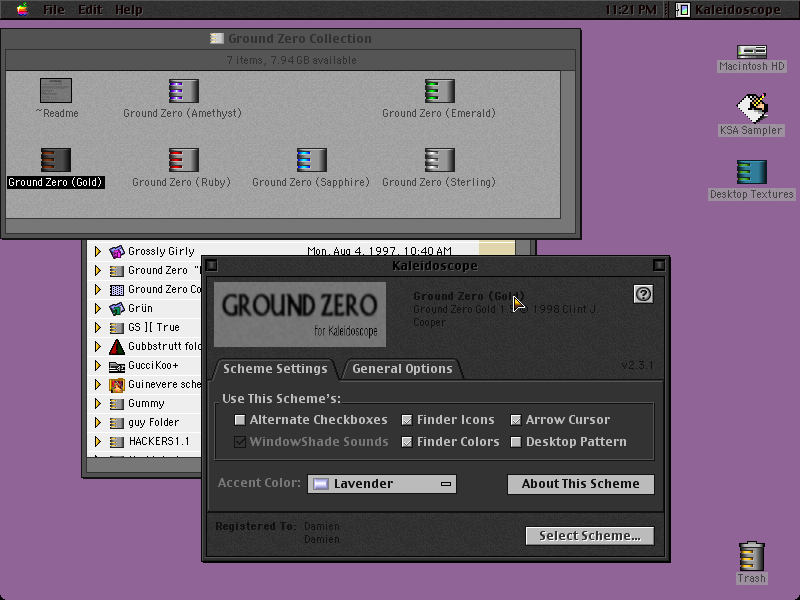 File Edit Help 11:21 PM Kaleidoscope
Ground Zero Collection
7 items, 7.94 GB available
~Readme
Ground Zero (Amethyst)
Ground Zero (Emerald)
Ground Zero (Gold)
Ground Zero (Ruby)
Ground Zero (Sapphire)
Ground Zero (Sterling)
Macintosh HD
KSA Sampler
Desktop Textures
Grossly Girly Mon, Aug 4, 1997, 10:40 AM
Ground Zero
Ground Zero Co
Grün
GS ][ True
Gubbstrutt fold
GucciKoo+
Guinevere sche
Gummy
guy Folder
HACKERS1.1
Kaleidoscope
GROUND ZERO
for Kaleidoscope
Ground Zero (Gold)
Ground Zero Gold 1 1998 Clint J.
Cooper
v2.3.1
Scheme Settings
General Options
Use This Scheme's:
Alternate Checkboxes
Finder Icons
Arrow Cursor
WindowShade Sounds
Finder Colors
Desktop Pattern
Accent Color: Lavender
About This Scheme
Registered To: Damien
Damien
Select Scheme...
Trash